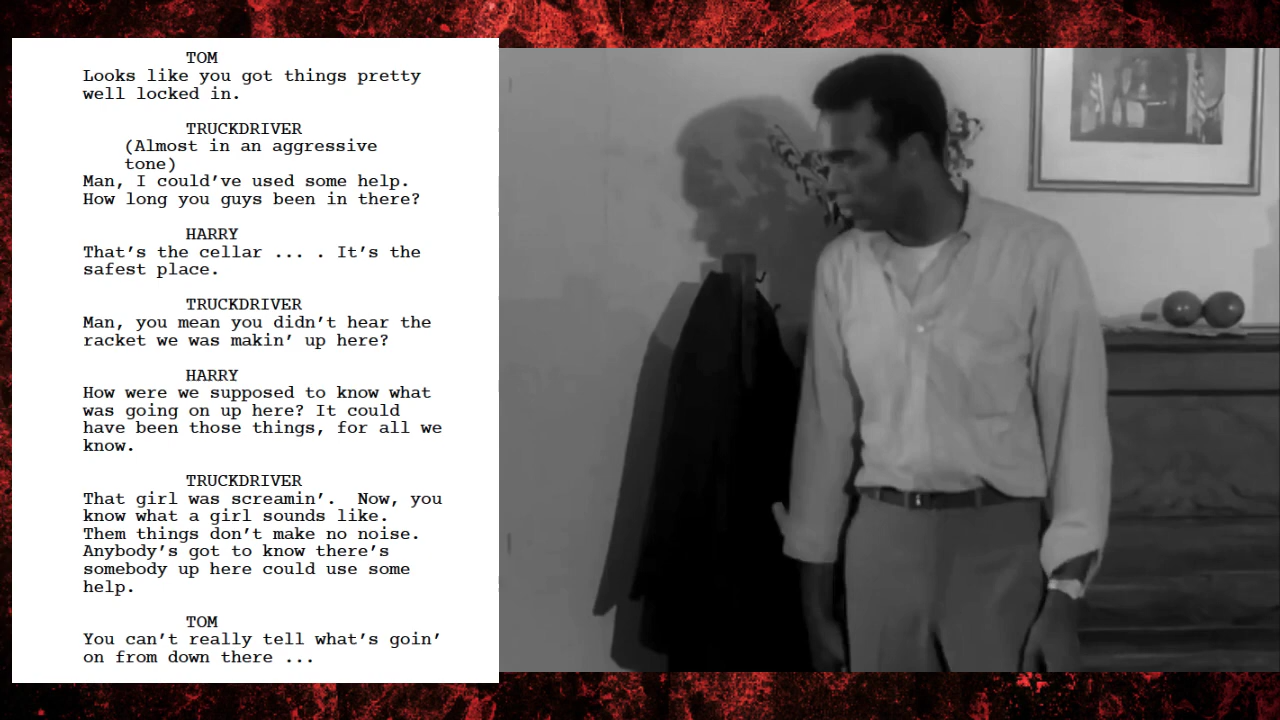 TOM
Looks like you got things pretty
well locked in.
TRUCKDRIVER
(Almost in an aggressive
tone)
Man, I could've used some help.
How long you guys been in there?
HARRY
That's the cellar ... . It's the
safest place.
TRUCKDRIVER
Man, you mean you didn't hear the
racket we was makin' up here?
HARRY
How were we supposed to know what
was going on up here? It could
have been those things, for all we
know.
TRUCKDRIVER
That girl was screamin'.  Now, you
know what a girl sounds like.
Them things don't make no noise.
Anybody's got to know there's
somebody up here could use some
help.
TOM
You can't really tell what's goin'
on from down there ...